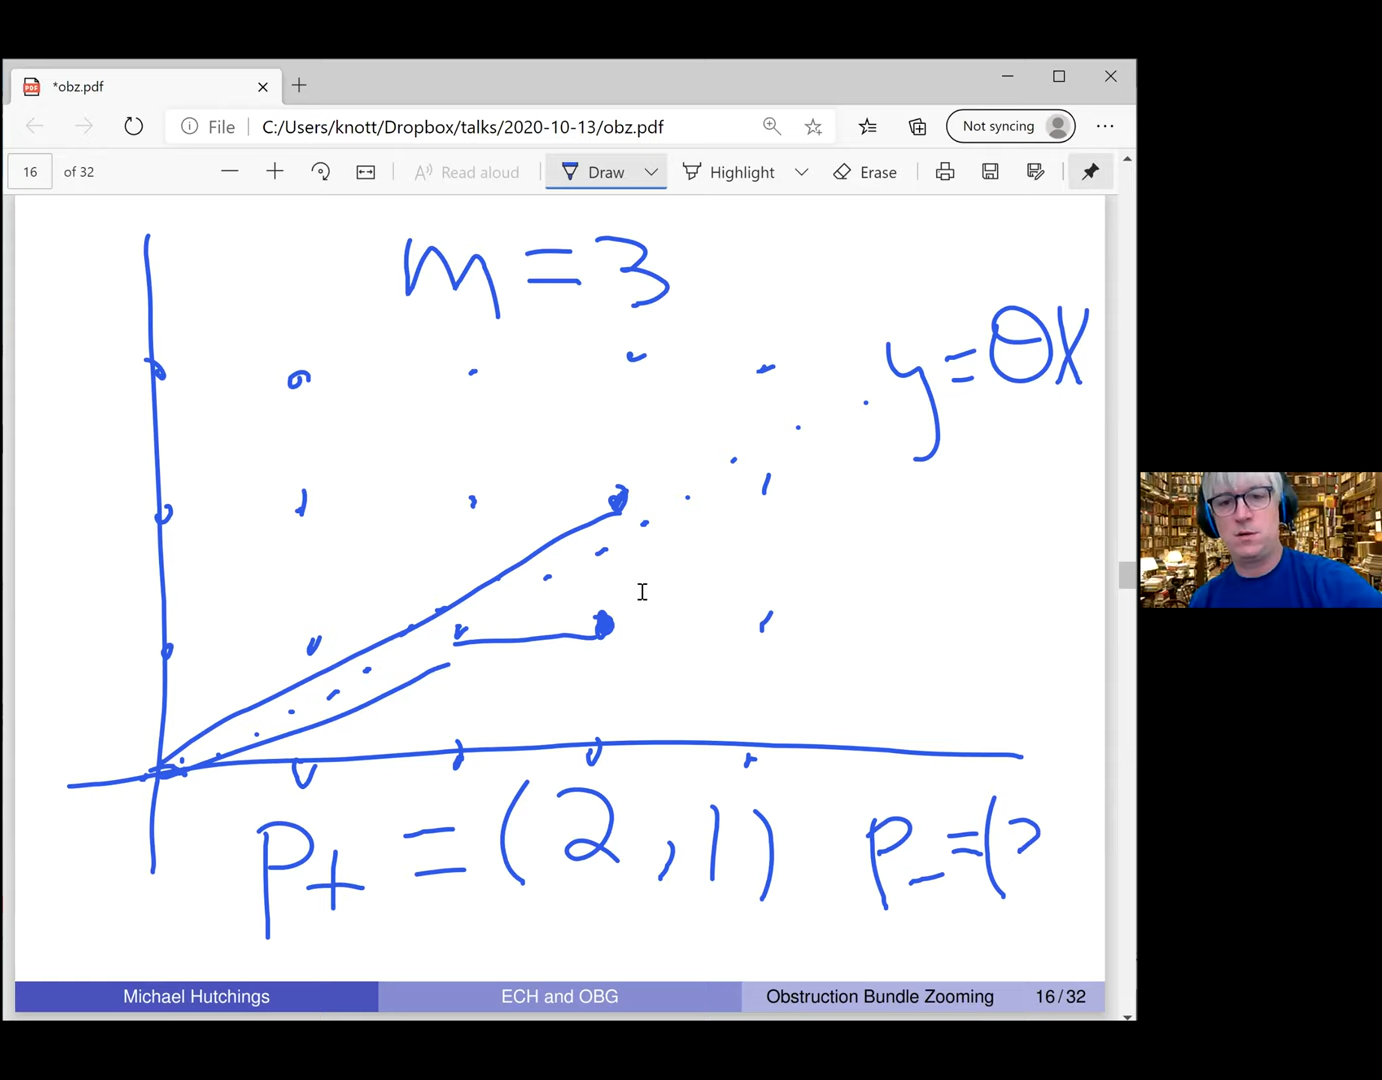 *obz.pdf
File C:/Users/knott/Dropbox/talks/2020-10-13/obz.pdf Not syncing
16 of 32 Read aloud Draw Highlight Erase
m = 3
y = θx
P+ = (2, 1) P- = (
Michael Hutchings ECH and OBG Obstruction Bundle Zooming 16 / 32